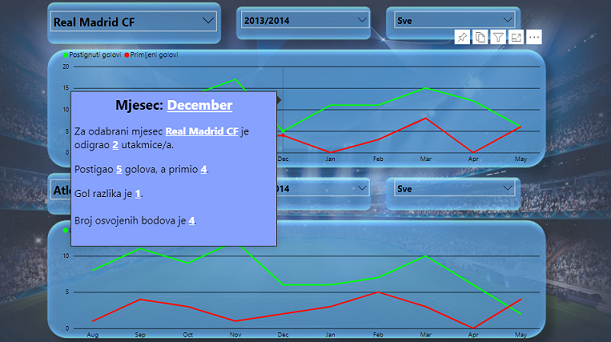 Real Madrid CF
2013/2014
Sve
Postignuti golovi Primljeni golovi
20
15
10
5
0
Dec Jan Feb Mar Apr May
Mjesec: December
Za odabrani mjesec Real Madrid CF je
odigrao 2 utakmice/a.
Postigao 5 golova, a primio 4.
Gol razlika je 1.
Broj osvojenih bodova je 4.
Atle
014
Sve
10
5
0
Aug Sep Oct Nov Dec Jan Feb Mar Apr May